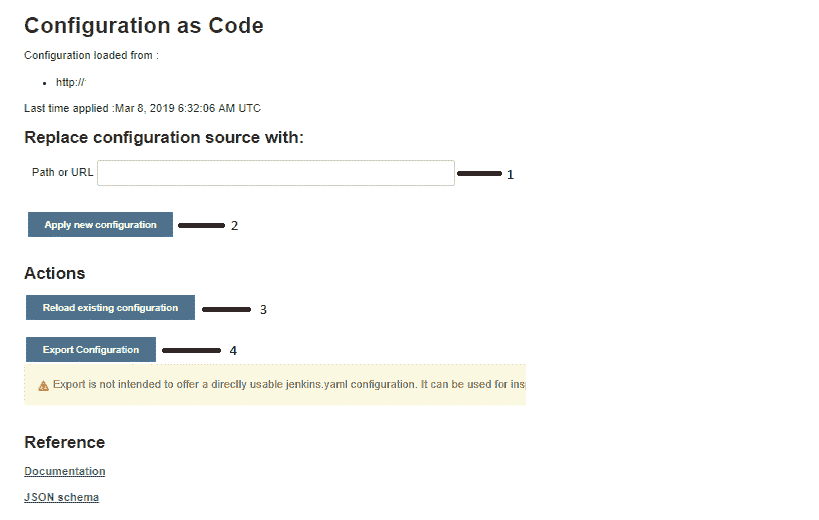 Configuration as Code
Configuration loaded from :
• http://
Last time applied :Mar 8, 2019 6:32:06 AM UTC
Replace configuration source with:
Path or URL 1
Apply new configuration 2
Actions
Reload existing configuration 3
Export Configuration 4
Export is not intended to offer a directly usable jenkins.yaml configuration. It can be used for
Reference
Documentation
JSON schema